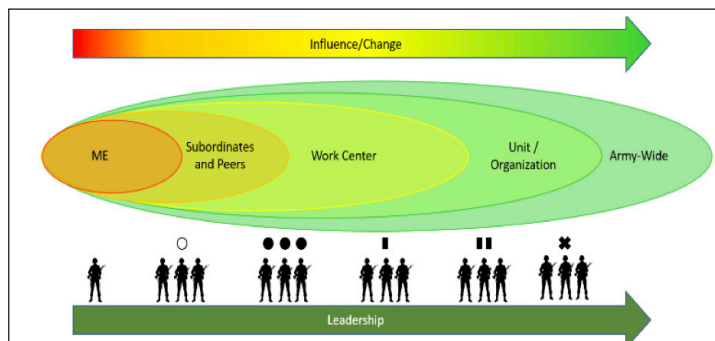 Influence/Change
ME
Subordinates
and Peers
Work Center
Unit /
Organization
Army-Wide
Leadership